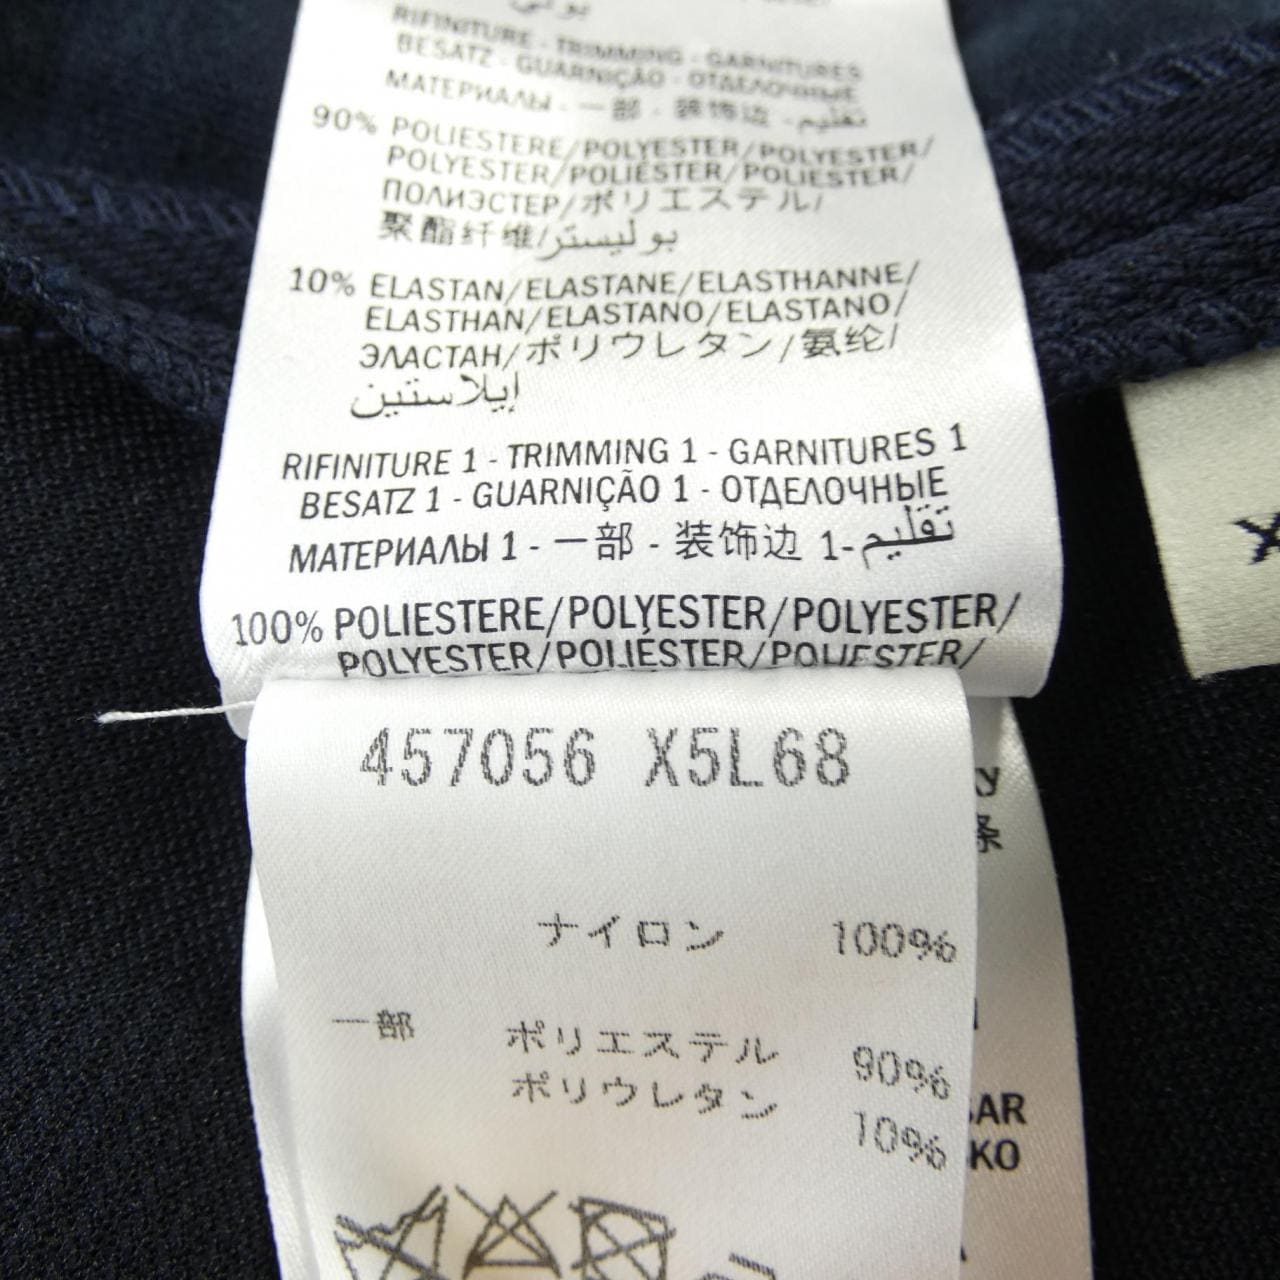 بولي
RIFINITURE - TRIMMING - GARNITURES
BESATZ - GUARNIÇÃO - ОТДЕЛОЧНЫЕ
МАТЕРИАЛЫ - 一部 - 装饰边 - تقليم
90% POLIESTERE/POLYESTER/POLYESTER/
POLYESTER/POLIÉSTER/POLIESTER/
ПОЛИЭСТЕР/ポリエステル/
聚酯纤维/بوليستر
10% ELASTAN/ELASTANE/ELASTHANNE/
ELASTHAN/ELASTANO/ELASTANO/
ЭЛАСТАН/ポリウレタン/氨纶/
إيلاستين
RIFINITURE 1 - TRIMMING 1 - GARNITURES 1
BESATZ 1 - GUARNIÇÃO 1 - ОТДЕЛОЧНЫЕ
МАТЕРИАЛЫ 1 - 一部 - 装饰边 1- تقليم
100% POLIESTERE/POLYESTER/POLYESTER/
POLYESTER/POLIÉSTER/POLIESTER/
457056 X5L68
ナイロン 100%
一部 ポリエステル 90%
ポリウレタン 10%
AR
KO
X